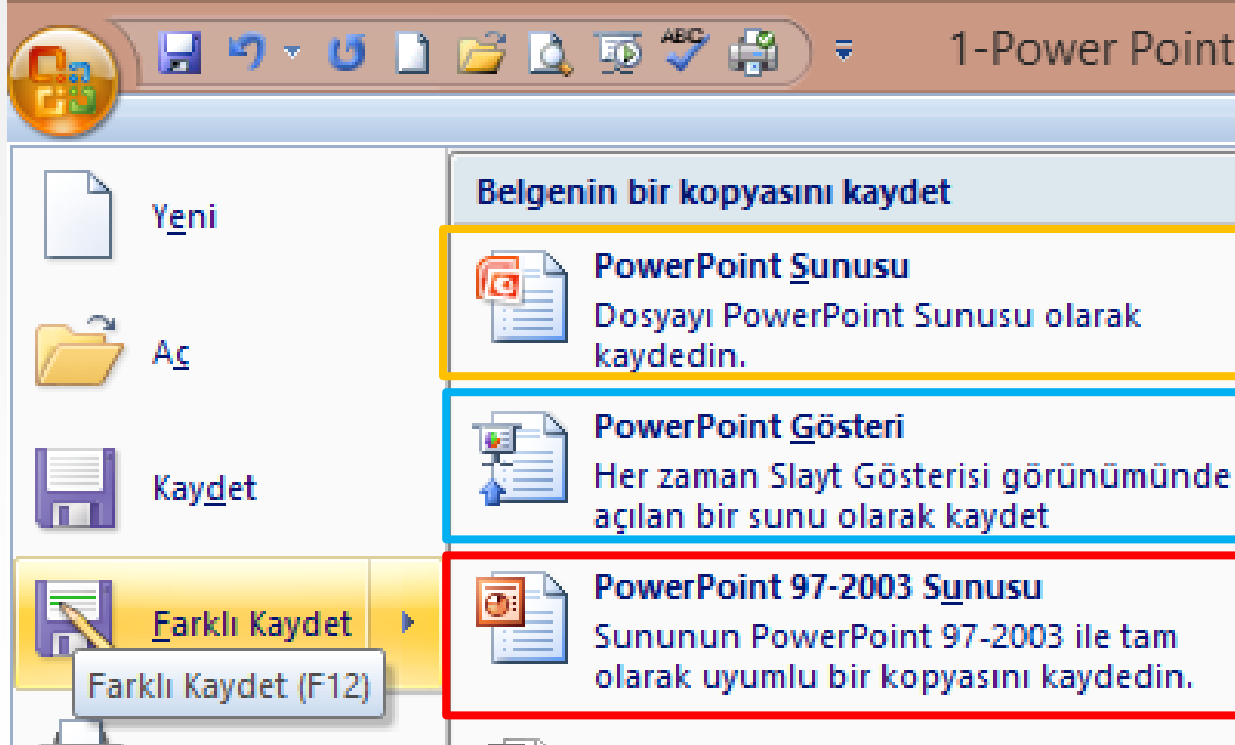 ABC
1-Power Point
Belgenin bir kopyasını kaydet
Yeni
PowerPoint Sunusu
Dosyayı PowerPoint Sunusu olarak
kaydedin.
Aç
PowerPoint Gösteri
Her zaman Slayt Gösterisi görünümünde
açılan bir sunu olarak kaydet
Kaydet
PowerPoint 97-2003 Sunusu
Sununun PowerPoint 97-2003 ile tam
olarak uyumlu bir kopyasını kaydedin.
Farklı Kaydet
Farklı Kaydet (F12)